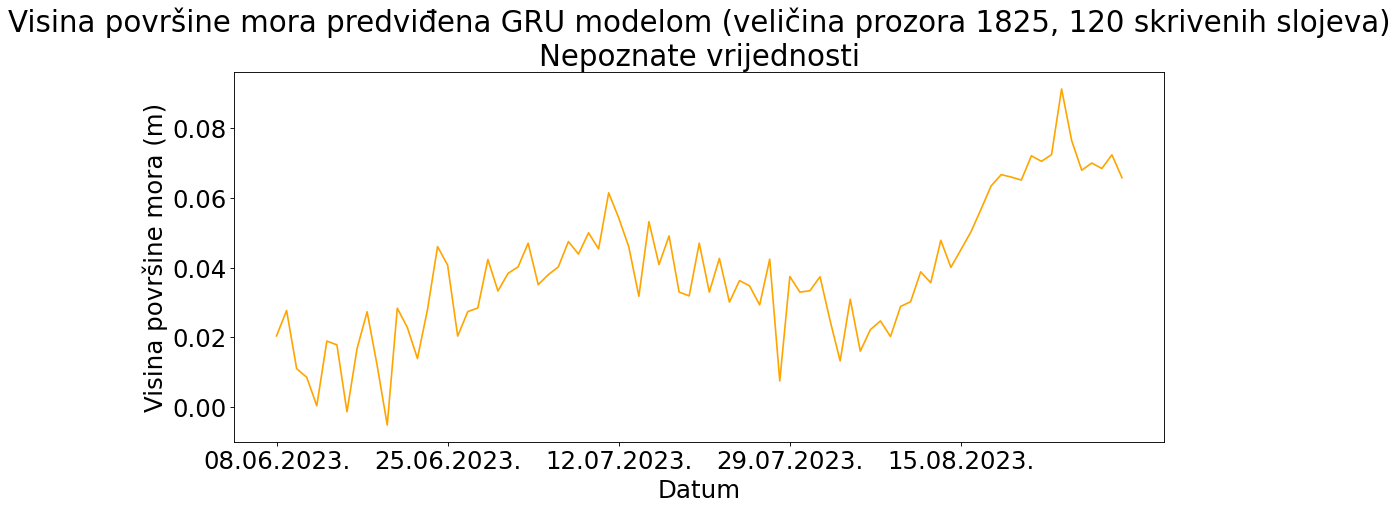 Visina površine mora predviđena GRU modelom (veličina prozora 1825, 120 skrivenih slojeva)
Nepoznate vrijednosti
Visina površine mora (m)
0.08
0.06
0.04
0.02
0.00
08.06.2023. 25.06.2023. 12.07.2023. 29.07.2023. 15.08.2023.
Datum